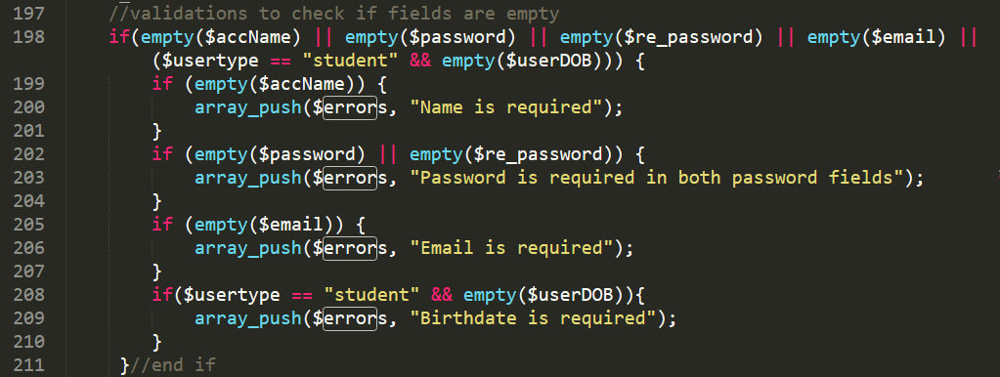 197 //validations to check if fields are empty
198 if(empty($accName) || empty($password) || empty($re_password) || empty($email) ||
($usertype == "student" && empty($userDOB))) {
199 if (empty($accName)) {
200 array_push($errors, "Name is required");
201 }
202 if (empty($password) || empty($re_password)) {
203 array_push($errors, "Password is required in both password fields");
204 }
205 if (empty($email)) {
206 array_push($errors, "Email is required");
207 }
208 if($usertype == "student" && empty($userDOB)){
209 array_push($errors, "Birthdate is required");
210 }
211 }//end if